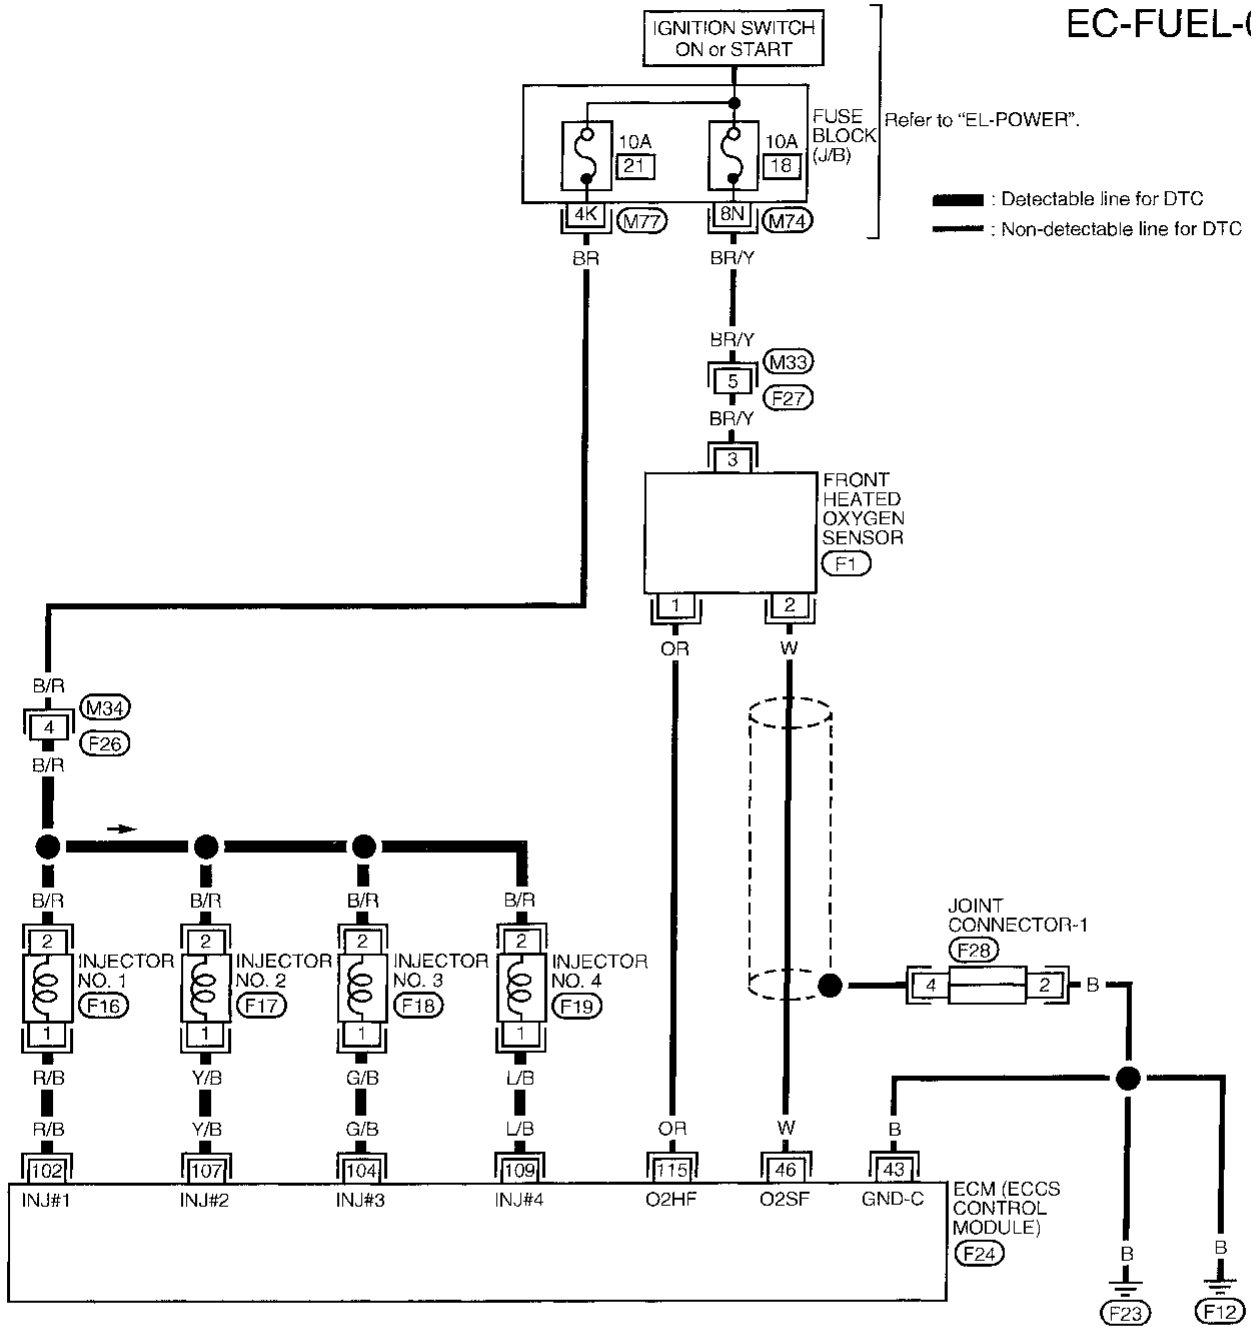 EC-FUEL-
IGNITION SWITCH
ON or START
FUSE
BLOCK
(J/B)
Refer to "EL-POWER".
10A
21
10A
18
: Detectable line for DTC
: Non-detectable line for DTC
4K
M77
8N
M74
BR
BR/Y
BR/Y
M33
5
F27
BR/Y
3
FRONT
HEATED
OXYGEN
SENSOR
F1
1
2
OR
W
B/R
M34
4
F26
B/R
B/R
B/R
B/R
B/R
2
2
2
2
INJECTOR
NO. 1
F16
INJECTOR
NO. 2
F17
INJECTOR
NO. 3
F18
INJECTOR
NO. 4
F19
JOINT
CONNECTOR-1
F28
4
2
B
1
1
1
1
R/B
Y/B
G/B
L/B
R/B
Y/B
G/B
L/B
OR
W
B
102
107
104
109
115
46
43
INJ#1
INJ#2
INJ#3
INJ#4
O2HF
O2SF
GND-C
ECM (ECCS
CONTROL
MODULE)
F24
B
B
F23
F12